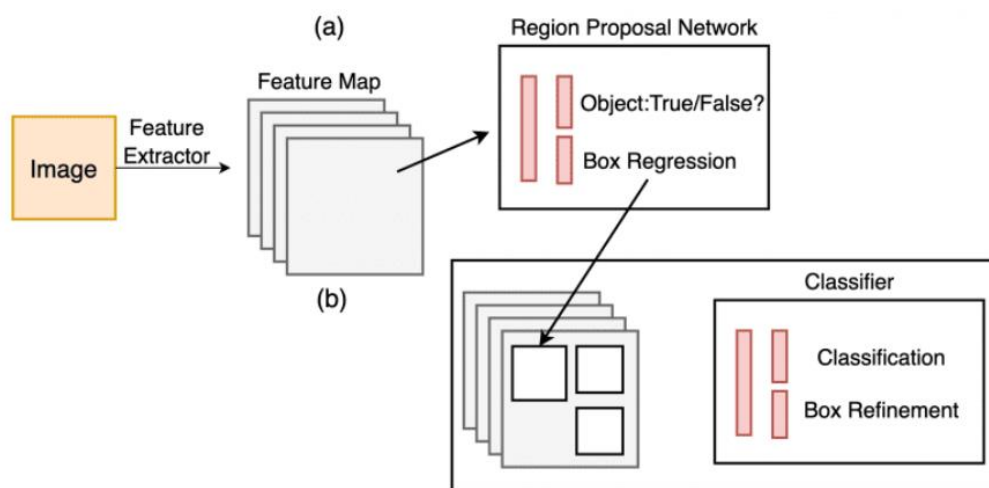 (a)
Region Proposal Network
Feature Map
Object:True/False?
Feature
Extractor
Image
Box Regression
(b)
Classifier
Classification
Box Refinement